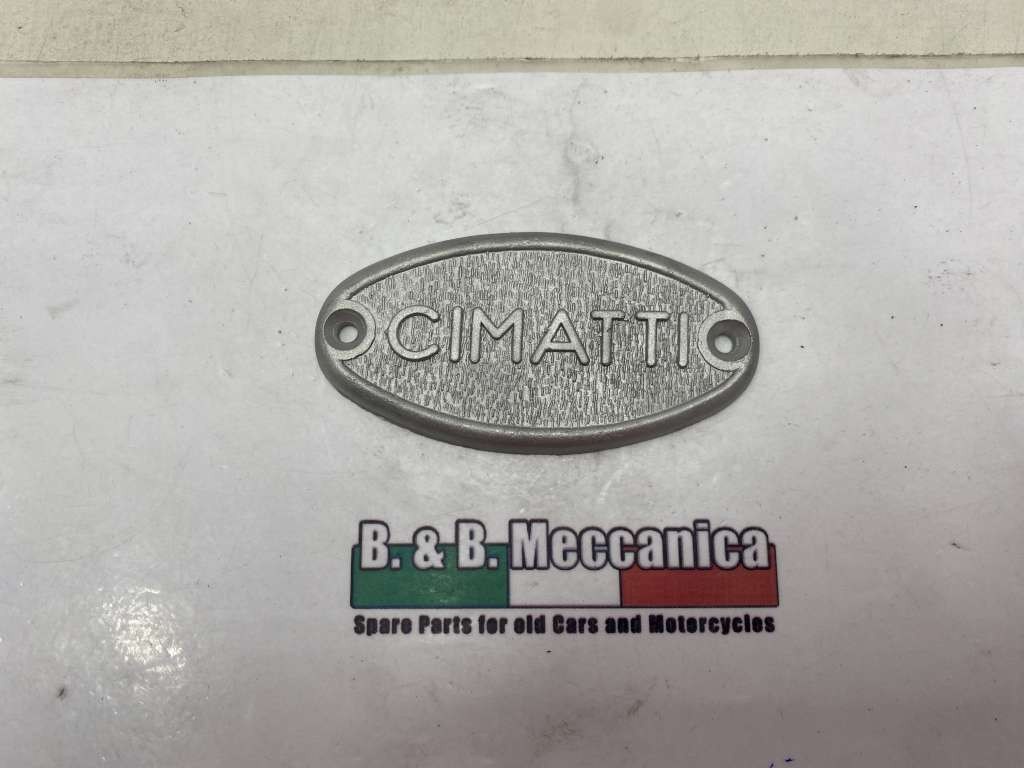 CIMATTI
B. & B. Meccanica
Spare Parts for old Cars and Motorcycles